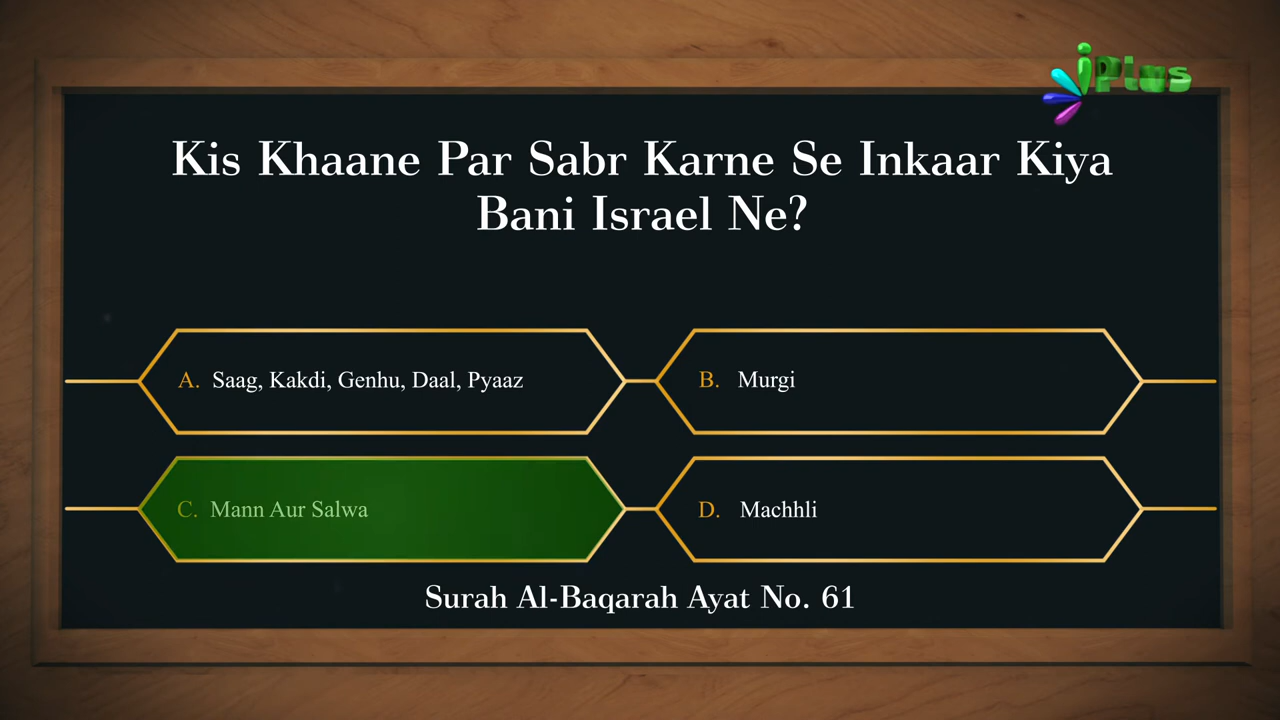 iPlus
Kis Khaane Par Sabr Karne Se Inkaar Kiya
Bani Israel Ne?
A. Saag, Kakdi, Genhu, Daal, Pyaaz
B. Murgi
C. Mann Aur Salwa
D. Machhli
Surah Al-Baqarah Ayat No. 61